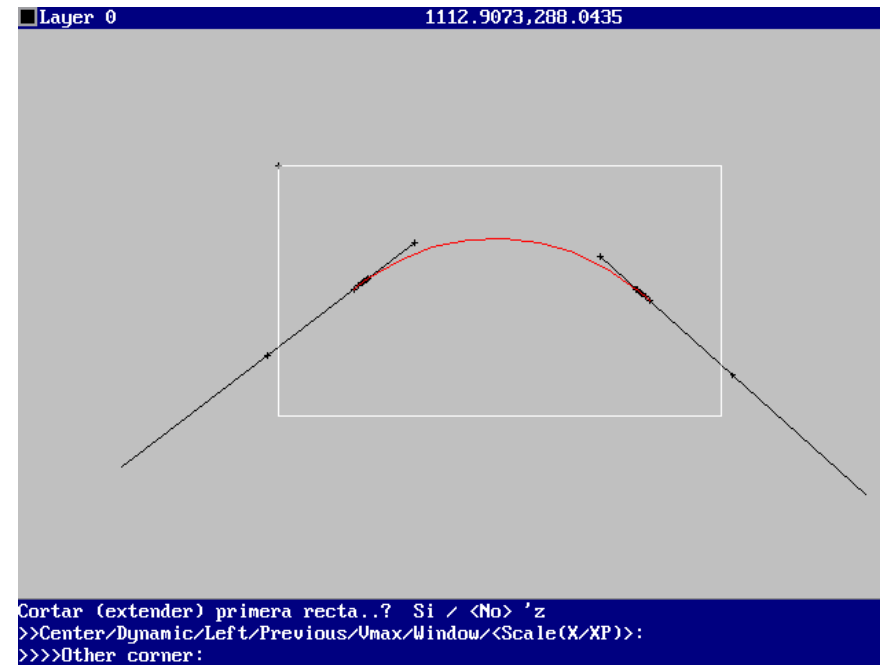 Layer 0 1112.9073,288.0435
Cortar (extender) primera recta..? Si / <No> 'z
>>Center/Dynamic/Left/Previous/Vmax/Window/<Scale(X/XP)>:
>>>>Other corner: